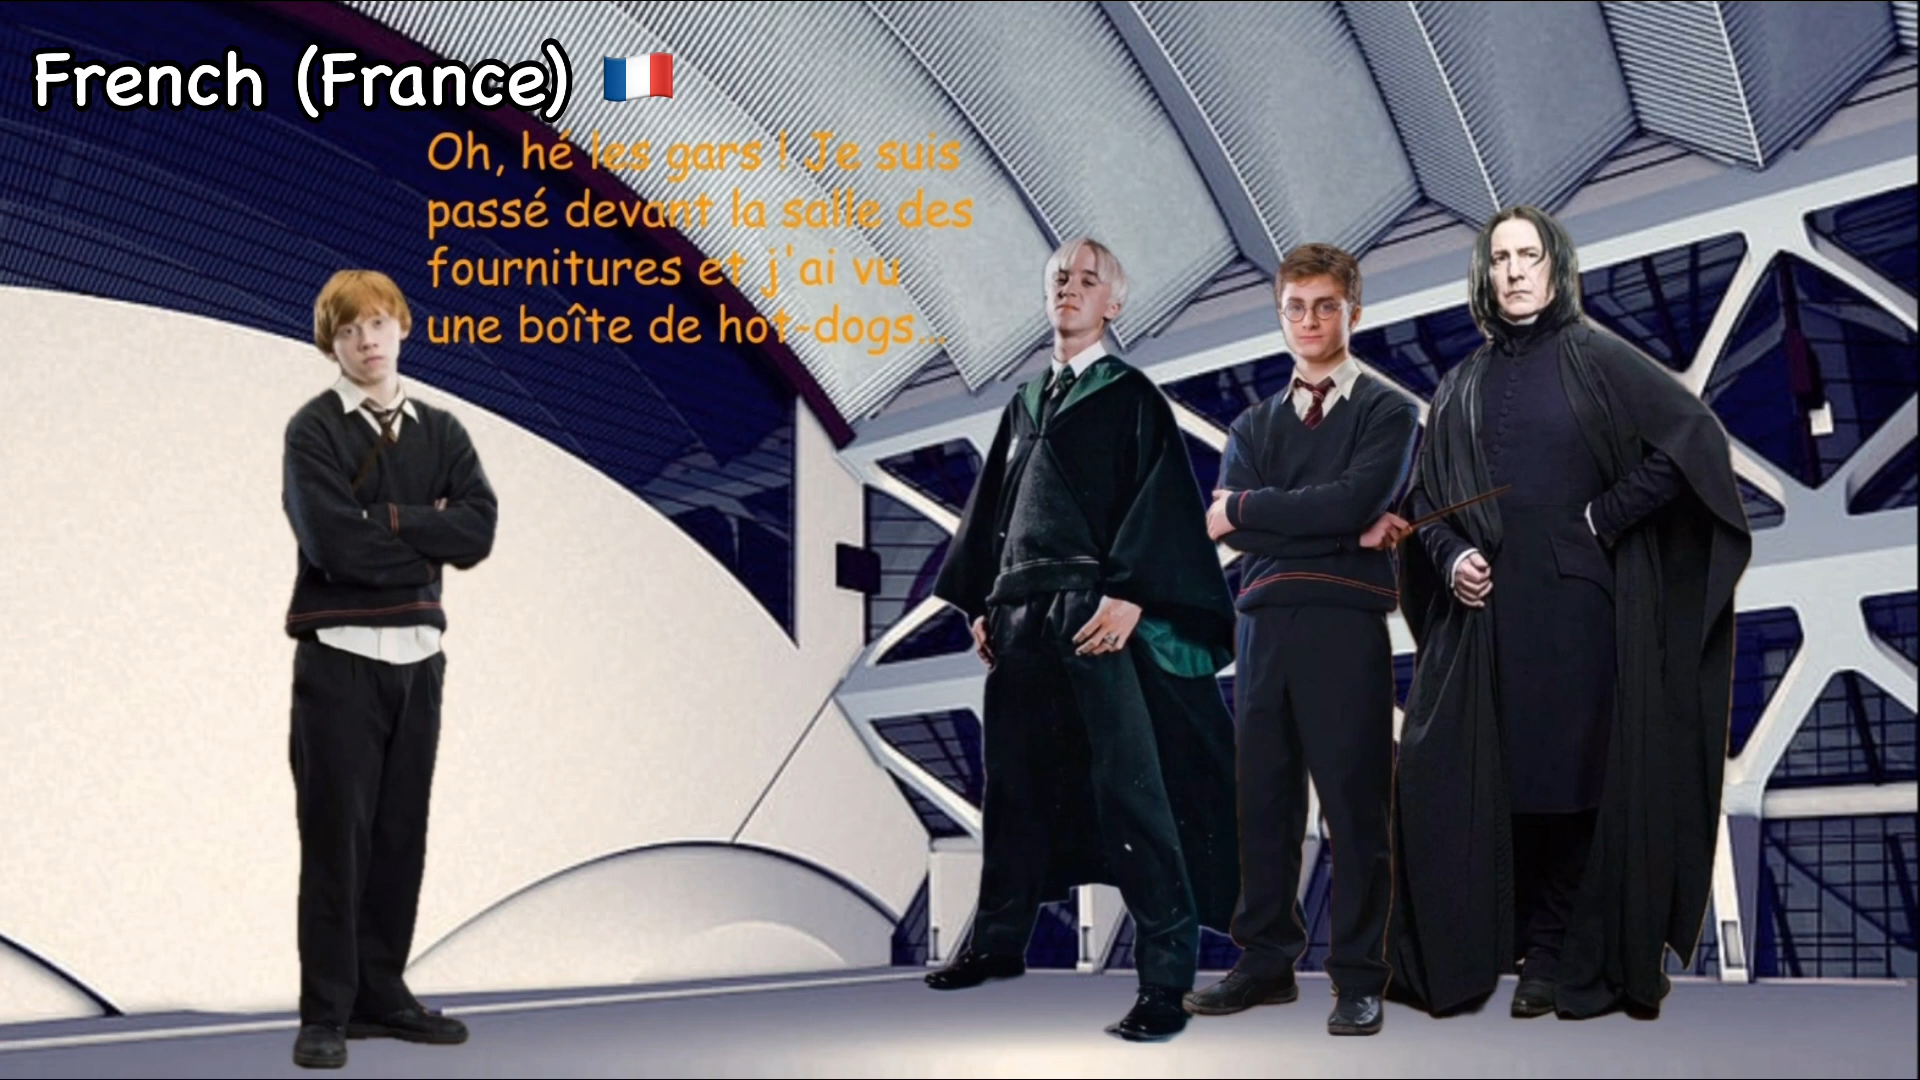 French (France) 🇫🇷
Oh, hé les gars ! Je suis
passé devant la salle des
fournitures et j'ai vu
une boîte de hot-dogs...